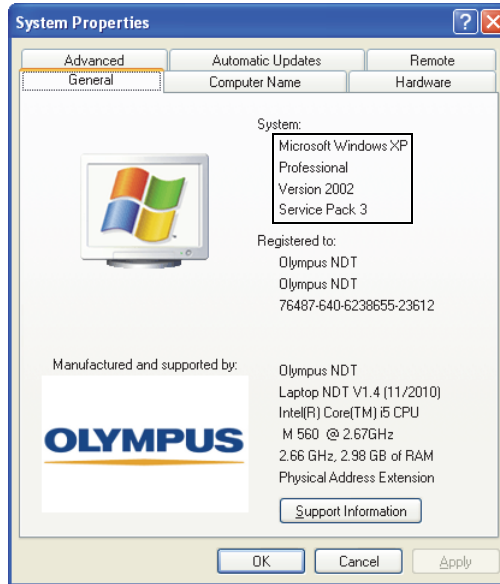 System Properties
Advanced Automatic Updates Remote
General Computer Name Hardware
System:
Microsoft Windows XP
Professional
Version 2002
Service Pack 3
Registered to:
Olympus NDT
Olympus NDT
76487-640-6238655-23612
Manufactured and supported by:
OLYMPUS
Olympus NDT
Laptop NDT V1.4 (11/2010)
Intel(R) Core(TM) i5 CPU
M 560 @ 2.67GHz
2.66 GHz, 2.98 GB of RAM
Physical Address Extension
Support Information
OK Cancel Apply